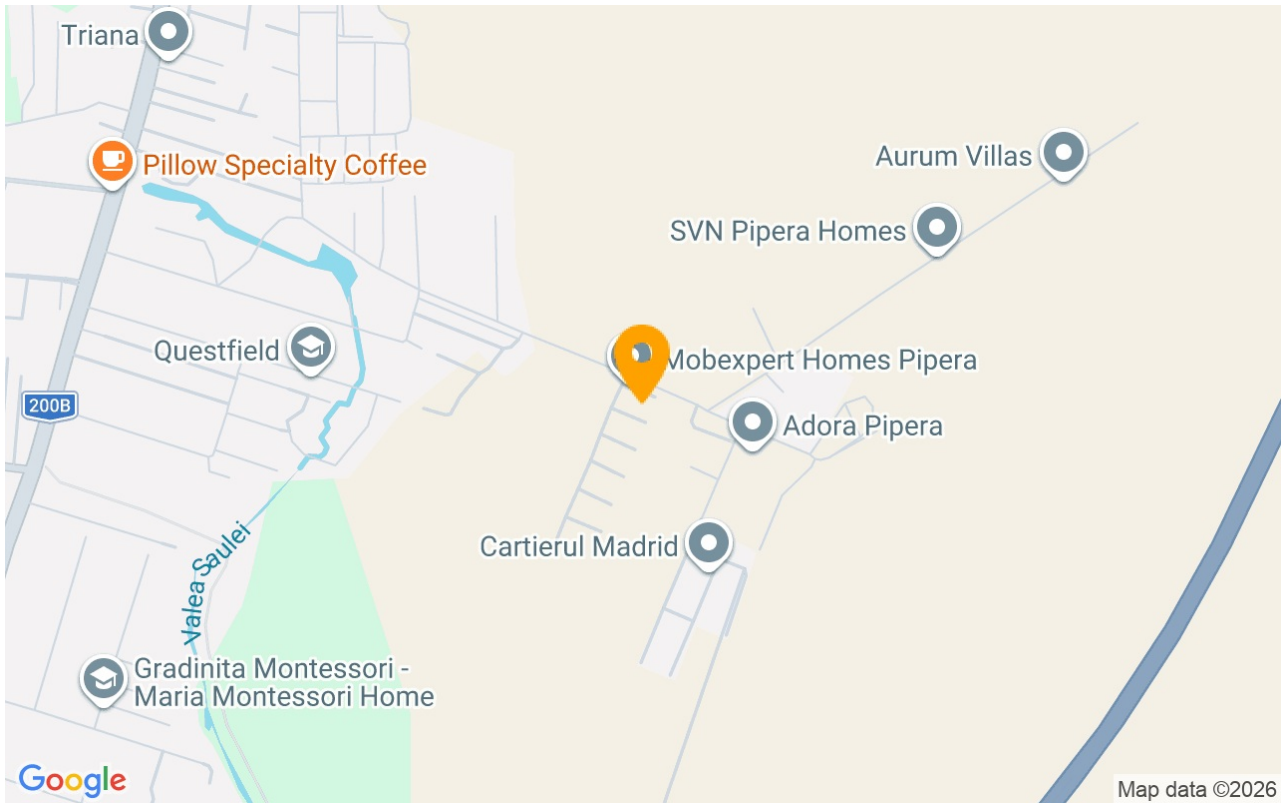 Triana
Pillow Specialty Coffee
Aurum Villas
SVN Pipera Homes
Questfield
Mobexpert Homes Pipera
200B
Adora Pipera
Cartierul Madrid
Valea Saulei
Gradinita Montessori -
Maria Montessori Home
Google
Map data ©2026